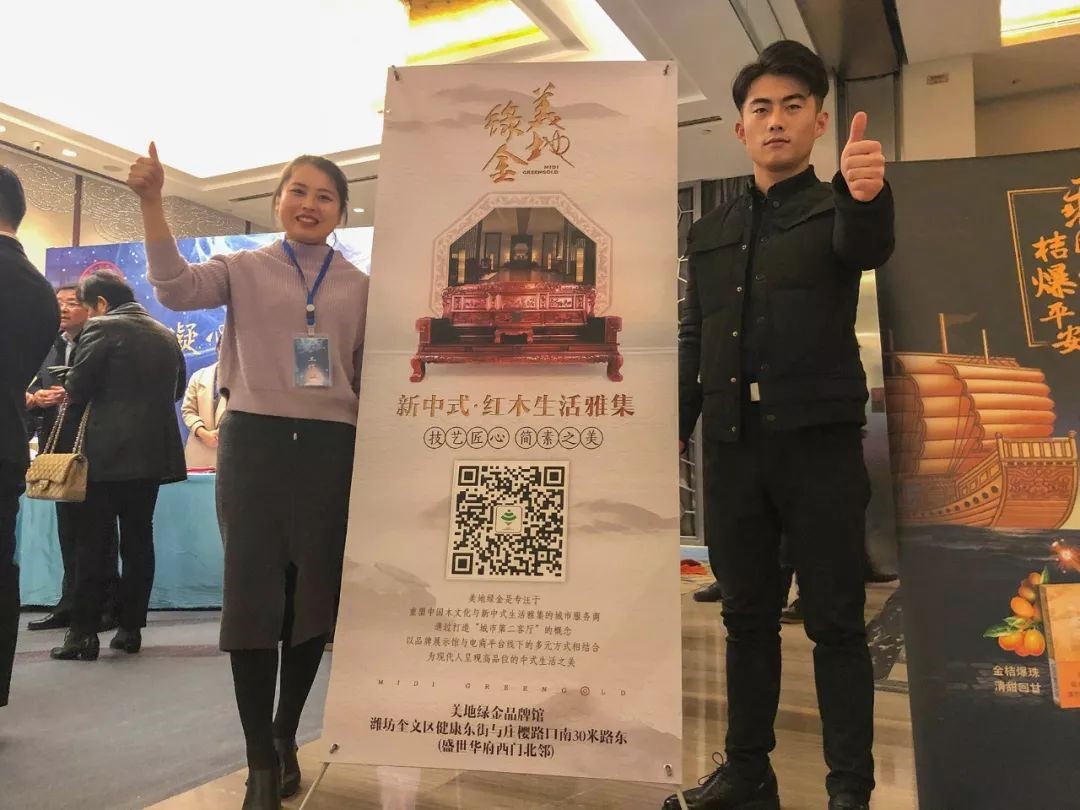 美地
绿金
MIDI
GREENGOLD
新中式·红木生活雅集
技艺匠心 简素之美
美地绿金是专注于
重塑中国木文化与新中式生活雅集的城市服务商
通过打造“城市第二客厅”的概念
以品牌展示馆与电商平台线下的多元方式相结合
为现代人呈现高品位的中式生活之美
MIDI GREENGOLD
美地绿金品牌馆
潍坊奎文区健康东街与庄樱路口南30米路东
(盛世华府西门北邻)
凝心
王
桔爆平安
金桔爆珠
清甜回甘